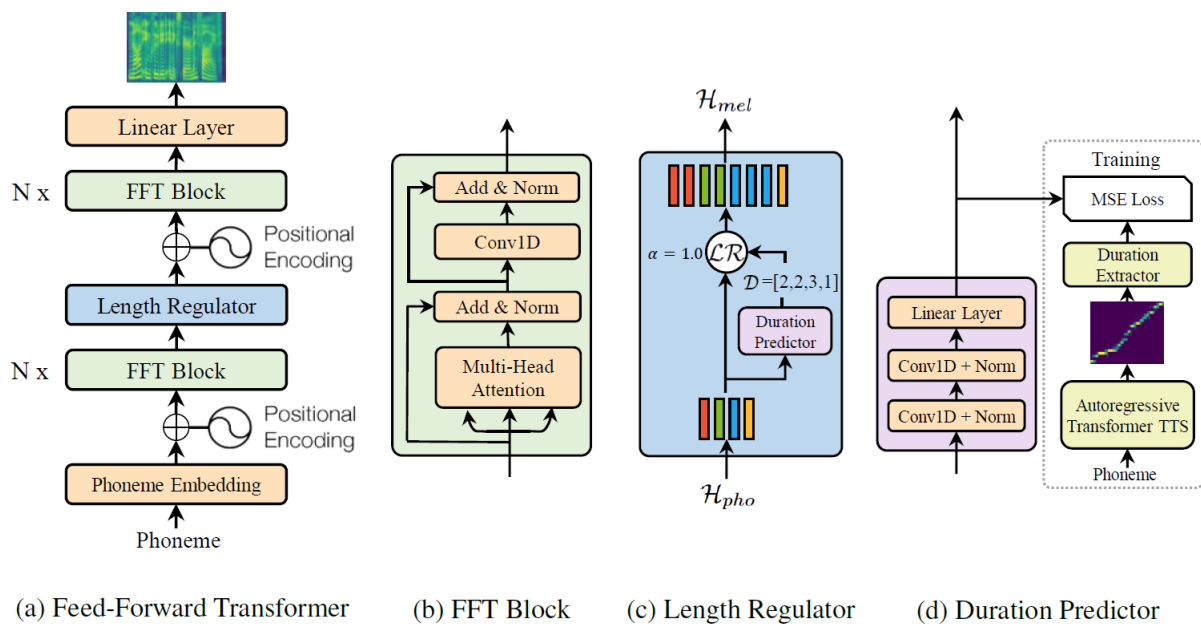 Linear Layer
N x
FFT Block
Positional
Encoding
Length Regulator
N x
FFT Block
Positional
Encoding
Phoneme Embedding
Phoneme
(a) Feed-Forward Transformer
Add & Norm
Conv1D
Add & Norm
Multi-Head
Attention
(b) FFT Block
ℋ_mel
α = 1.0
ℒℛ
𝒟=[2,2,3,1]
Duration
Predictor
ℋ_pho
(c) Length Regulator
Training
MSE Loss
Duration
Extractor
Linear Layer
Conv1D + Norm
Conv1D + Norm
Autoregressive
Transformer TTS
Phoneme
(d) Duration Predictor